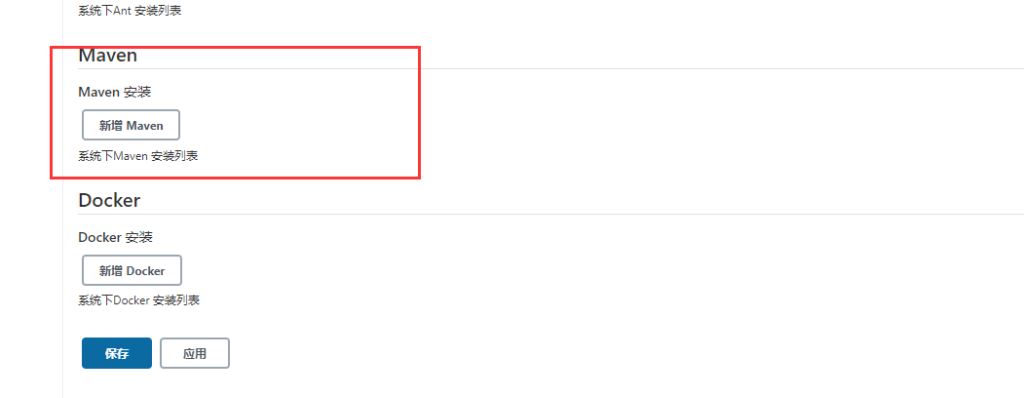 系统下Ant 安装列表
Maven
Maven 安装
新增 Maven
系统下Maven 安装列表
Docker
Docker 安装
新增 Docker
系统下Docker 安装列表
保存 应用